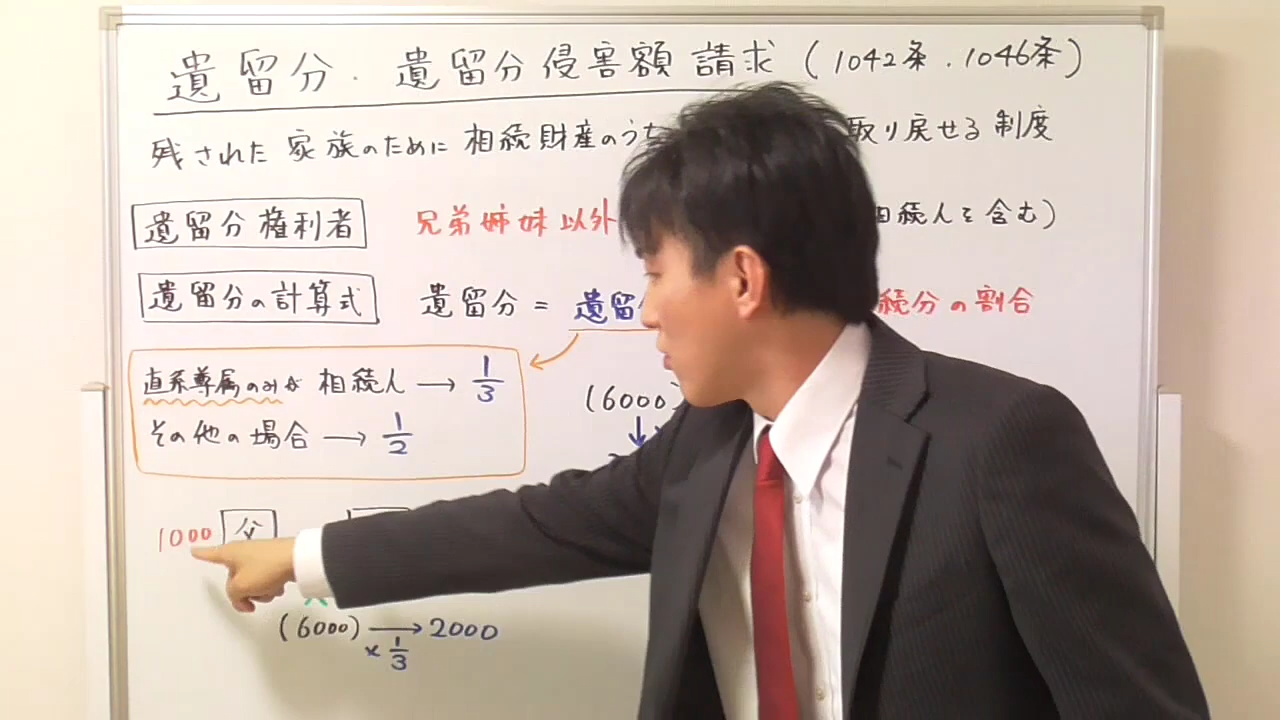 遺留分・遺留分侵害額請求(1042条.1046条)
残された家族のために相続財産のうち 取り戻せる制度
遺留分権利者 兄弟姉妹以外 相続人を含む)
遺留分の計算式 遺留分 = 遺留 続分の割合
直系尊属のみが相続人 → 1/3
(6000)
その他の場合 → 1/2
1000 父
(6000) → 2000
× 1/3